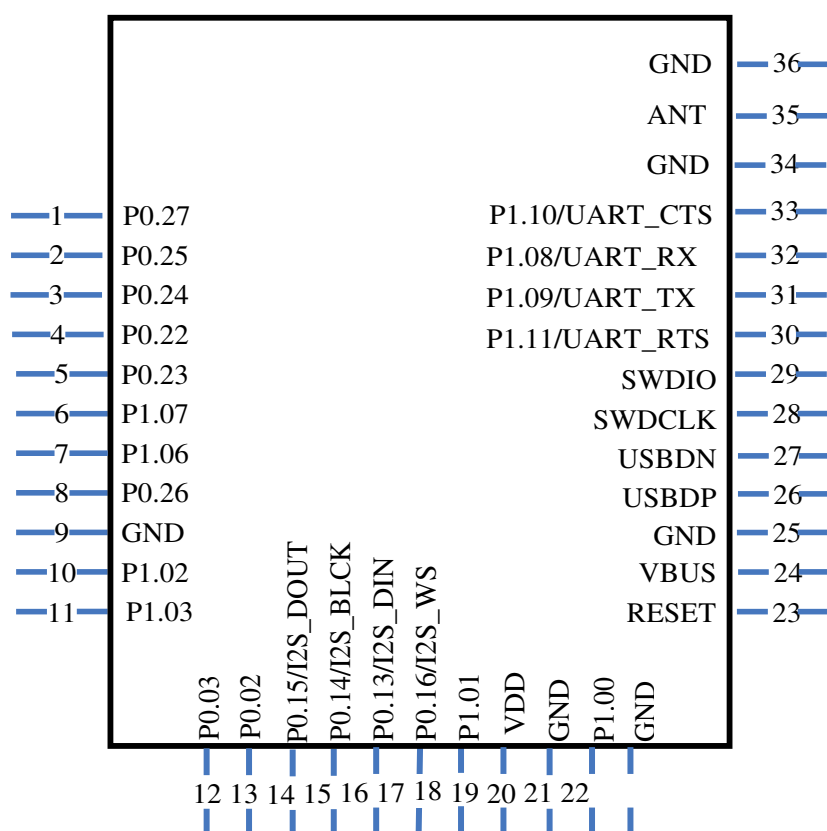 GND 36
ANT 35
GND 34
1 P0.27
P1.10/UART_CTS 33
2 P0.25
P1.08/UART_RX 32
3 P0.24
P1.09/UART_TX 31
4 P0.22
P1.11/UART_RTS 30
5 P0.23
SWDIO 29
6 P1.07
SWDCLK 28
7 P1.06
USBDN 27
8 P0.26
USBDP 26
9 GND
GND 25
10 P1.02
VBUS 24
11 P1.03
RESET 23
P0.03
P0.02
P0.15/I2S_DOUT
P0.14/I2S_BLCK
P0.13/I2S_DIN
P0.16/I2S_WS
P1.01
VDD
GND
P1.00
GND
12 13 14 15 16 17 18 19 20 21 22